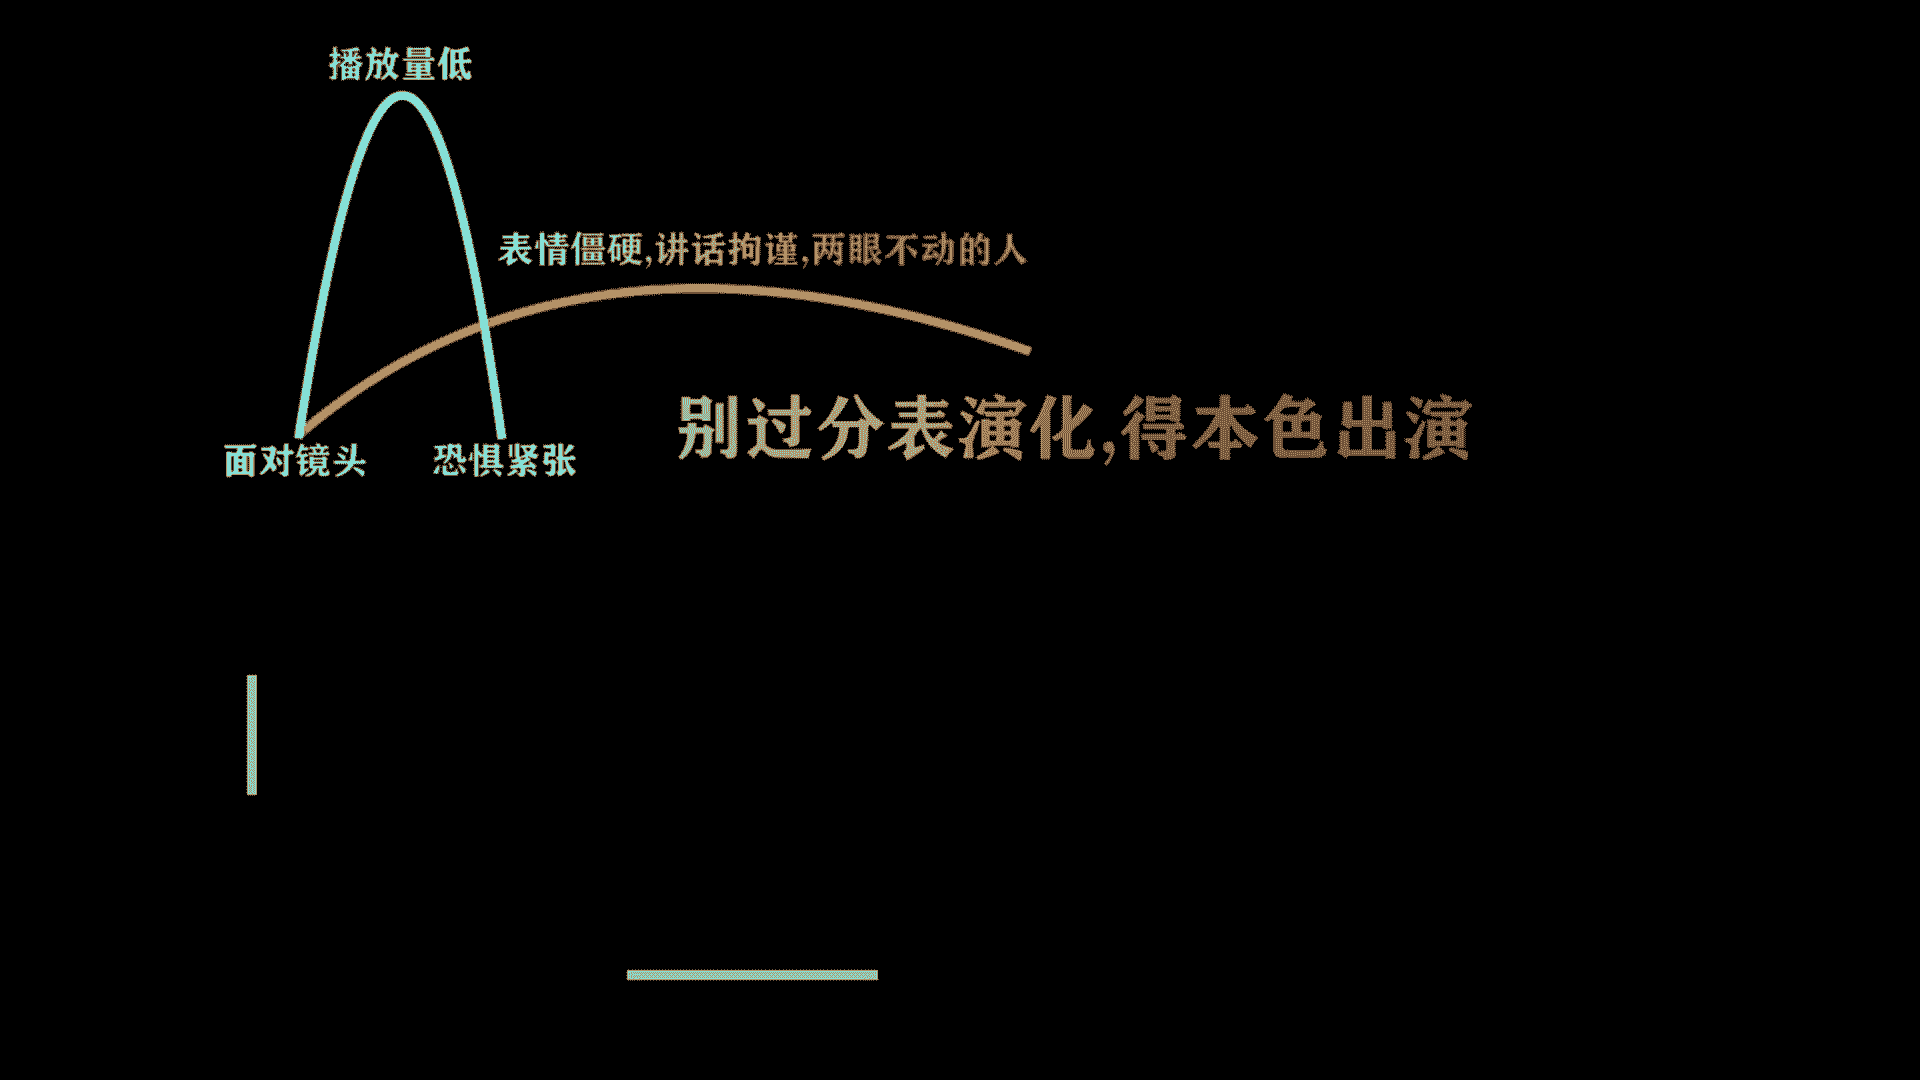 播放量低
表情僵硬,讲话拘谨,两眼不动的人
别过分表演化,得本色出演
面对镜头
恐惧紧张